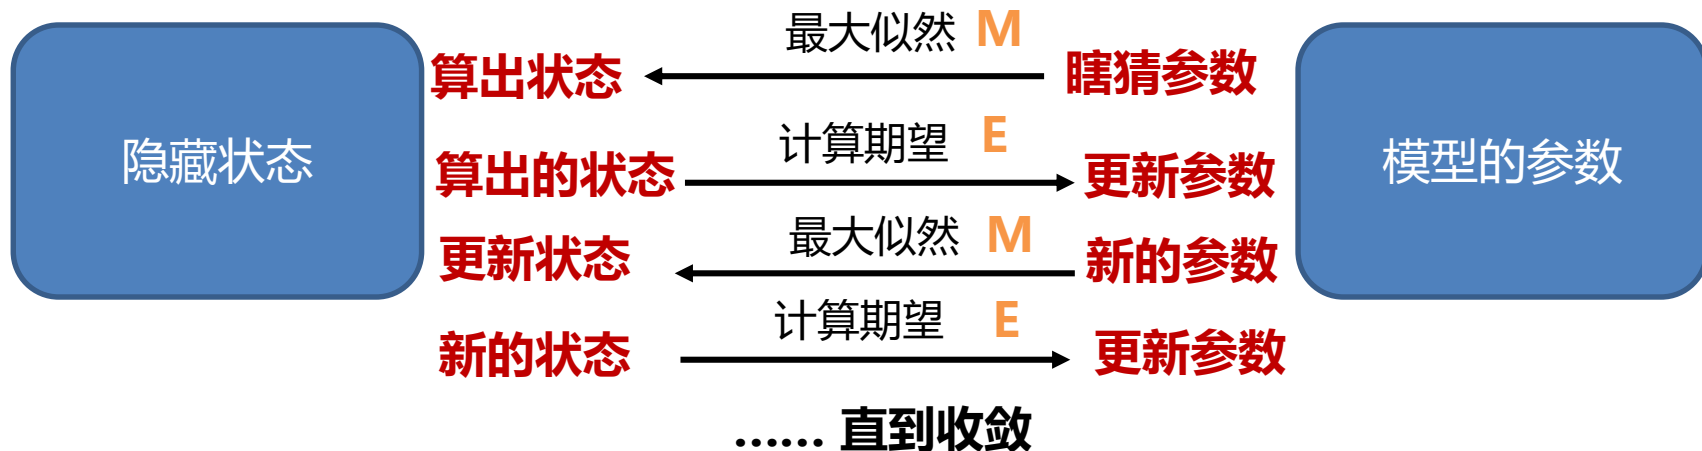 隐藏状态
模型的参数
最大似然 M
算出状态 瞎猜参数
计算期望 E
算出的状态 更新参数
最大似然 M
更新状态 新的参数
计算期望 E
新的状态 更新参数
...... 直到收敛